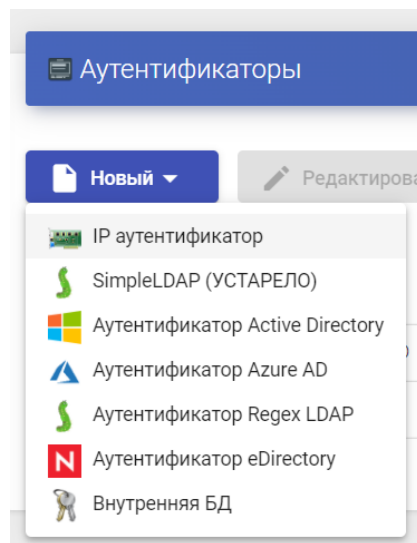 Аутентификаторы
Новый
Редактирова
IP аутентификатор
SimpleLDAP (УСТАРЕЛО)
Аутентификатор Active Directory
Аутентификатор Azure AD
Аутентификатор Regex LDAP
Аутентификатор eDirectory
Внутренняя БД